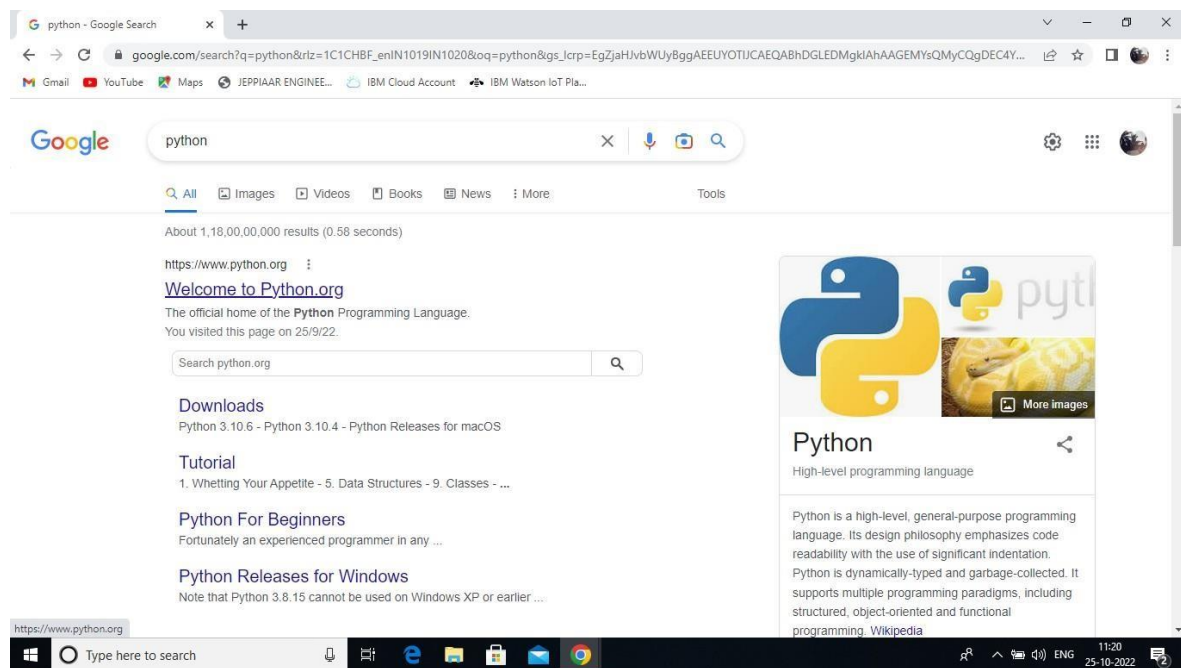 python - Google Search
google.com/search?q=python&rlz=1C1CHBF_enIN1019IN1020&oq=python&gs_lcrp=EgZjaHJvbWUyBggAEEUYOTIJCAEQABhDGLEDMgkIAhAAGEMYsQMyCQgDEC4Y...
Gmail YouTube Maps JEPPIAAR ENGINEE... IBM Cloud Account IBM Watson IoT Pla...
Google python
All Images Videos Books News More Tools
About 1,18,00,00,000 results (0.58 seconds)
https://www.python.org
Welcome to Python.org
The official home of the Python Programming Language.
You visited this page on 25/9/22.
Search python.org
Downloads
Python 3.10.6 - Python 3.10.4 - Python Releases for macOS
Tutorial
1. Whetting Your Appetite - 5. Data Structures - 9. Classes - ...
Python For Beginners
Fortunately an experienced programmer in any ...
Python Releases for Windows
Note that Python 3.8.15 cannot be used on Windows XP or earlier ...
pyth
More images
Python
High-level programming language
Python is a high-level, general-purpose programming
language. Its design philosophy emphasizes code
readability with the use of significant indentation.
Python is dynamically-typed and garbage-collected. It
supports multiple programming paradigms, including
structured, object-oriented and functional
programming. Wikipedia
https://www.python.org
Type here to search
ENG
11:20
25-10-2022
2